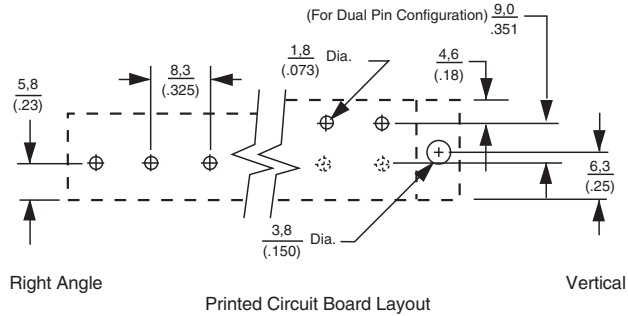 (For Dual Pin Configuration) 9,0
.351
1,8 Dia.
(.073)
4,6
(.18)
8,3
(.325)
5,8
(.23)
6,3
(.25)
3,8 Dia.
(.150)
Right Angle
Vertical
Printed Circuit Board Layout